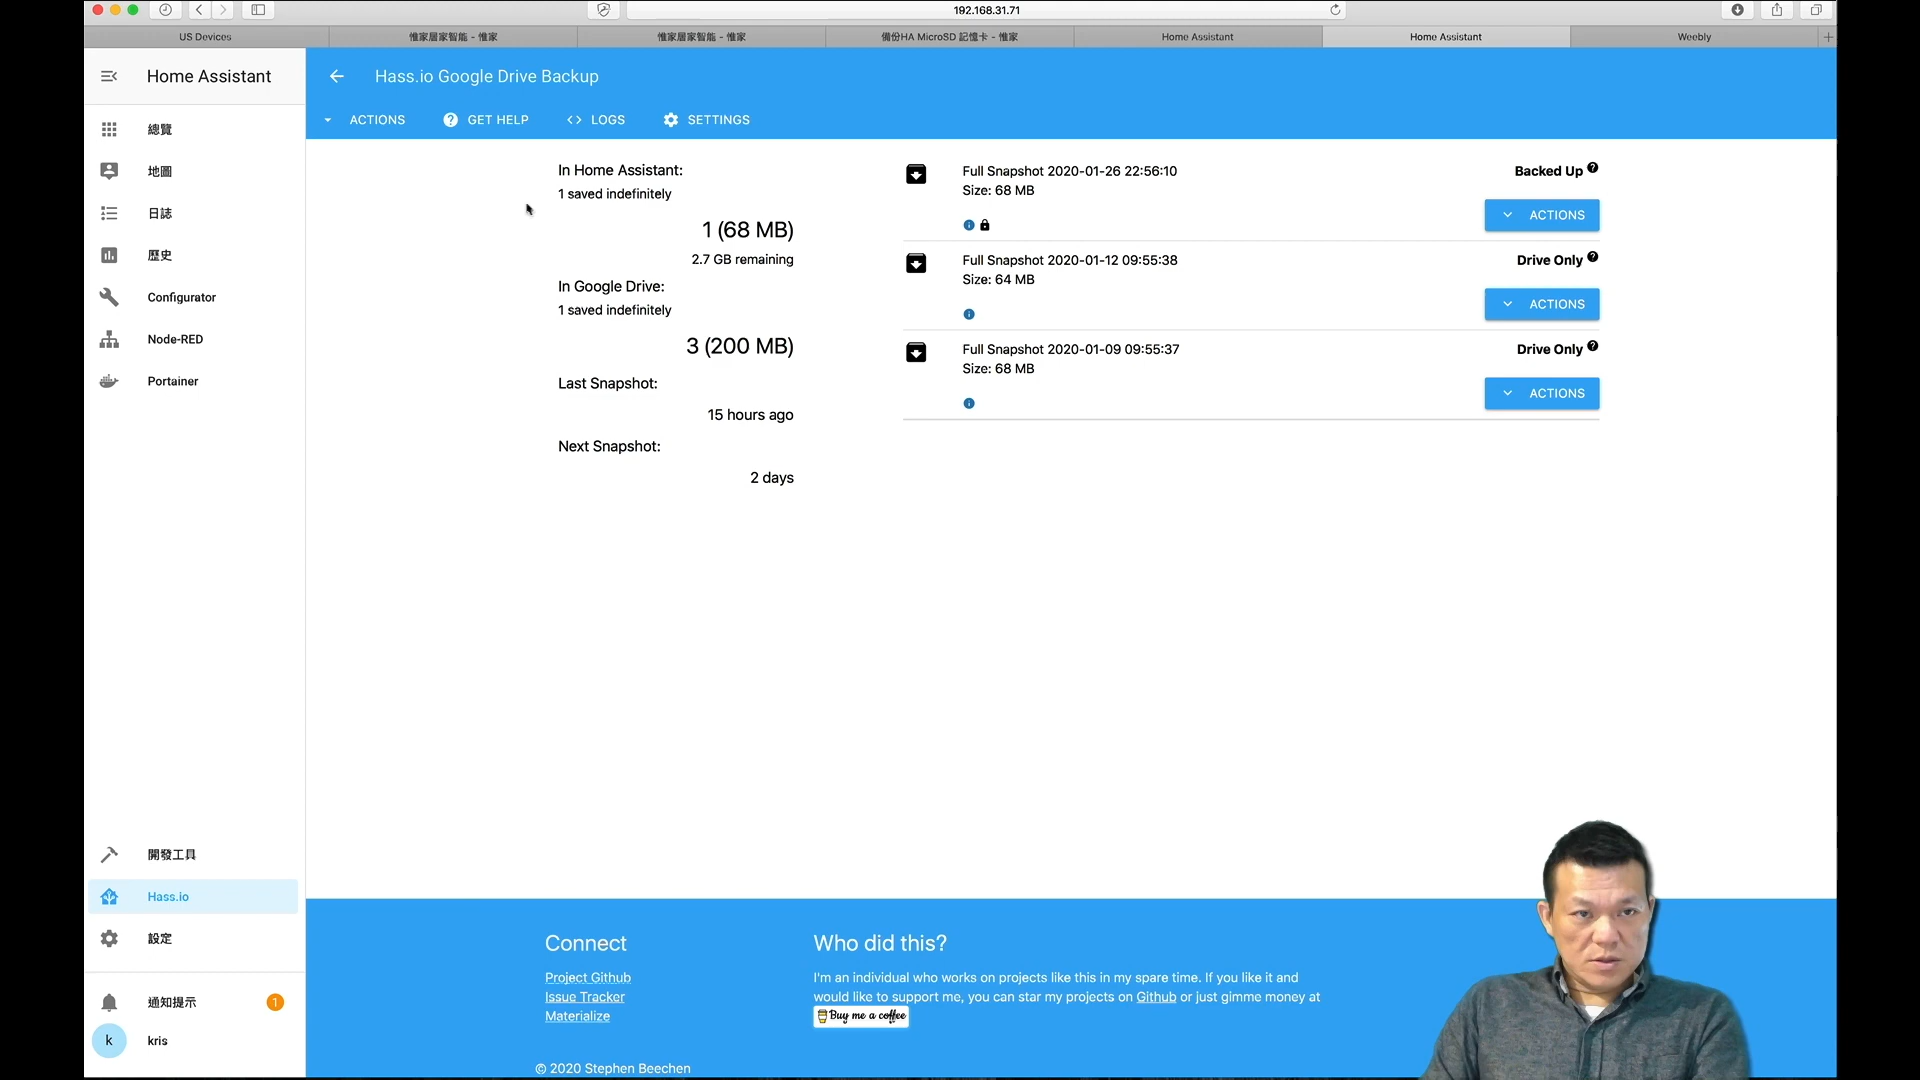 192.168.31.71
US Devices
惟家居家智能 - 惟家
惟家居家智能 - 惟家
備份HA MicroSD 記憶卡 - 惟家
Home Assistant
Home Assistant
Weebly
Home Assistant
總覽
地圖
日誌
歷史
Configurator
Node-RED
Portainer
開發工具
Hass.io
設定
通知提示
1
k
kris
Hass.io Google Drive Backup
ACTIONS
GET HELP
LOGS
SETTINGS
In Home Assistant:
1 saved indefinitely
1 (68 MB)
2.7 GB remaining
In Google Drive:
1 saved indefinitely
3 (200 MB)
Last Snapshot:
15 hours ago
Next Snapshot:
2 days
Full Snapshot 2020-01-26 22:56:10
Size: 68 MB
Backed Up
ACTIONS
Full Snapshot 2020-01-12 09:55:38
Size: 64 MB
Drive Only
ACTIONS
Full Snapshot 2020-01-09 09:55:37
Size: 68 MB
Drive Only
ACTIONS
Connect
Project Github
Issue Tracker
Materialize
Who did this?
I'm an individual who works on projects like this in my spare time. If you like it and
would like to support me, you can star my projects on Github or just gimme money at
Buy me a coffee
© 2020 Stephen Beechen